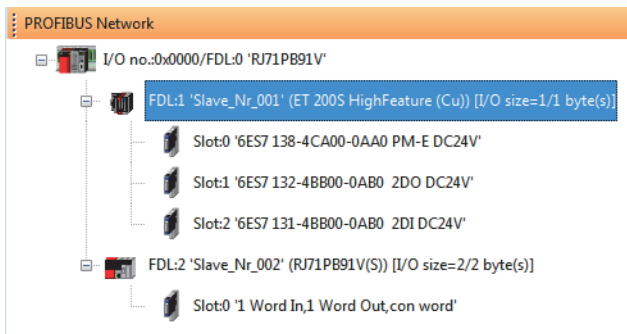 PROFIBUS Network
I/O no.:0x0000/FDL:0 'RJ71PB91V'
FDL:1 'Slave_Nr_001' (ET 200S HighFeature (Cu)) [I/O size=1/1 byte(s)]
Slot:0 '6ES7 138-4CA00-0AA0 PM-E DC24V'
Slot:1 '6ES7 132-4BB00-0AB0  2DO DC24V'
Slot:2 '6ES7 131-4BB00-0AB0  2DI DC24V'
FDL:2 'Slave_Nr_002' (RJ71PB91V(S)) [I/O size=2/2 byte(s)]
Slot:0 '1 Word In,1 Word Out,con word'